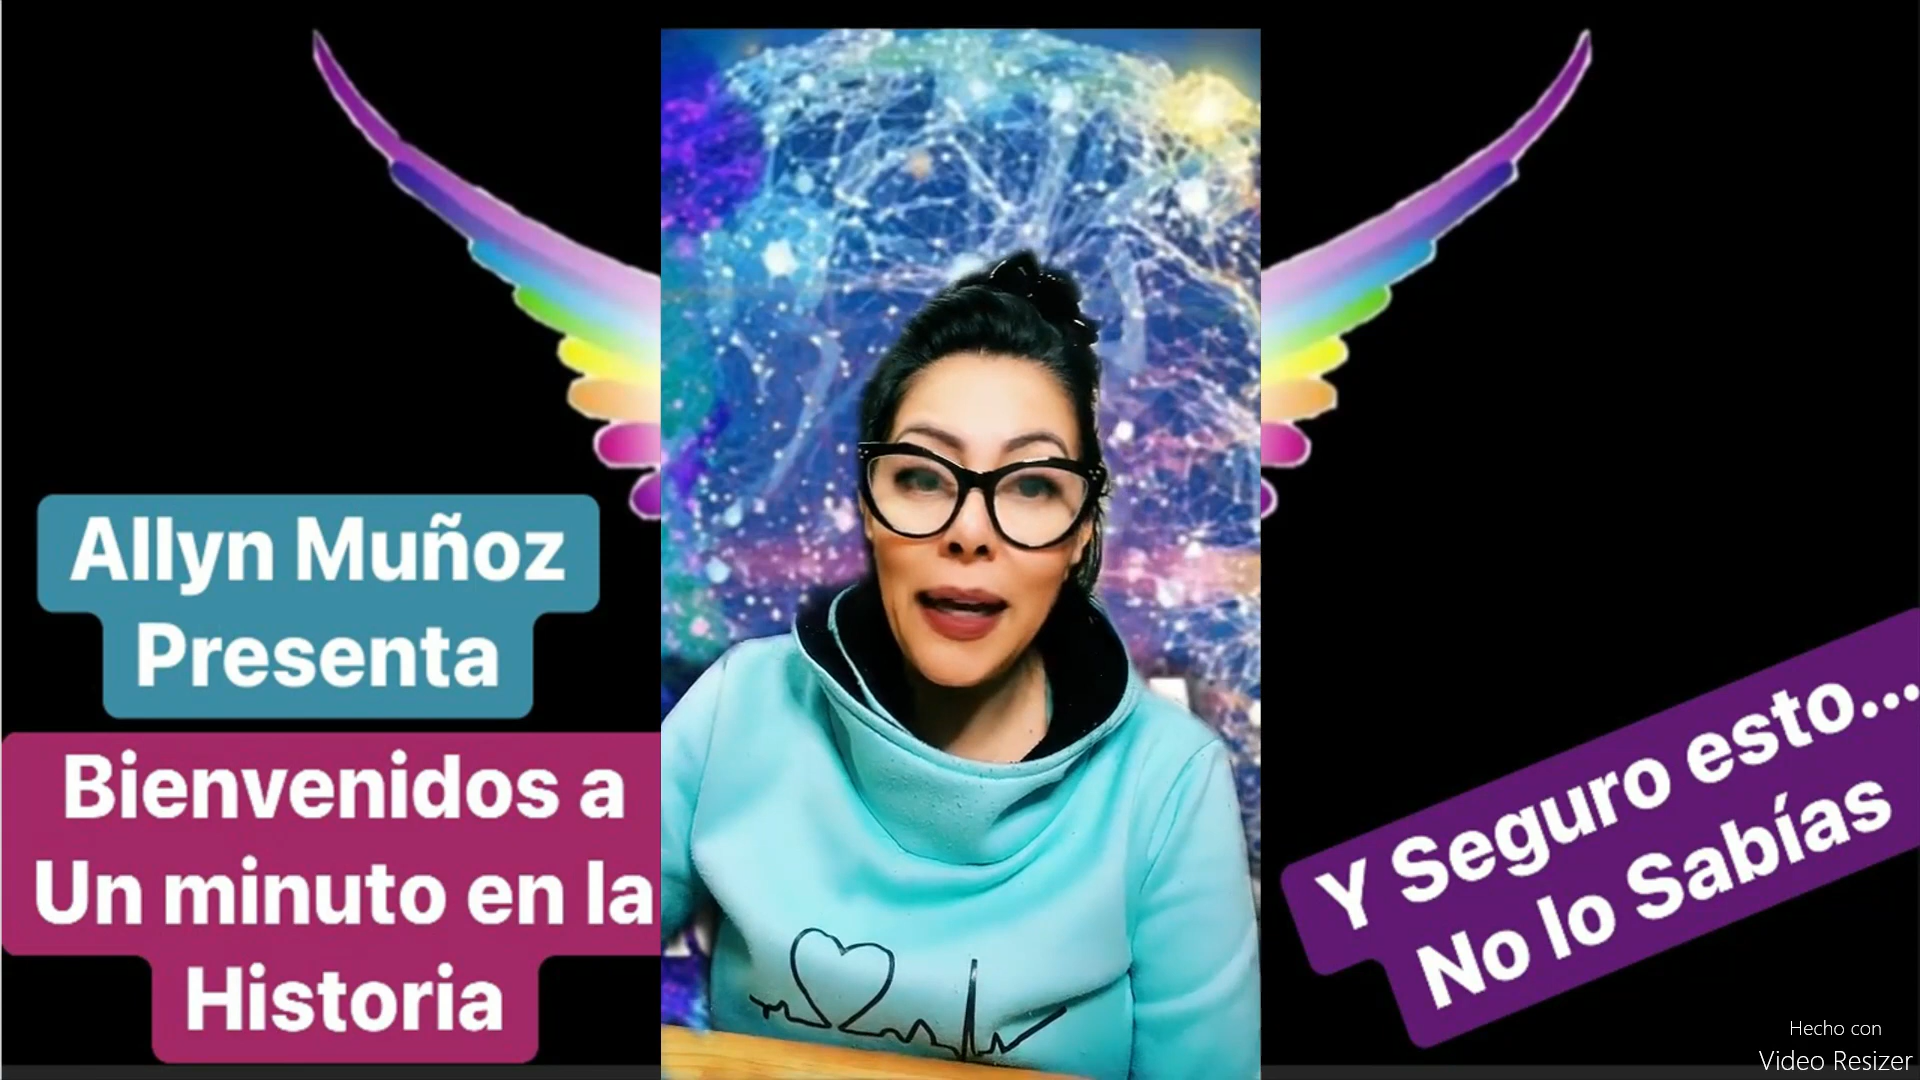 Allyn Muñoz
Presenta
Bienvenidos a
Un minuto en la
Historia
Y Seguro esto...
No lo Sabías
Hecho con
Video Resizer